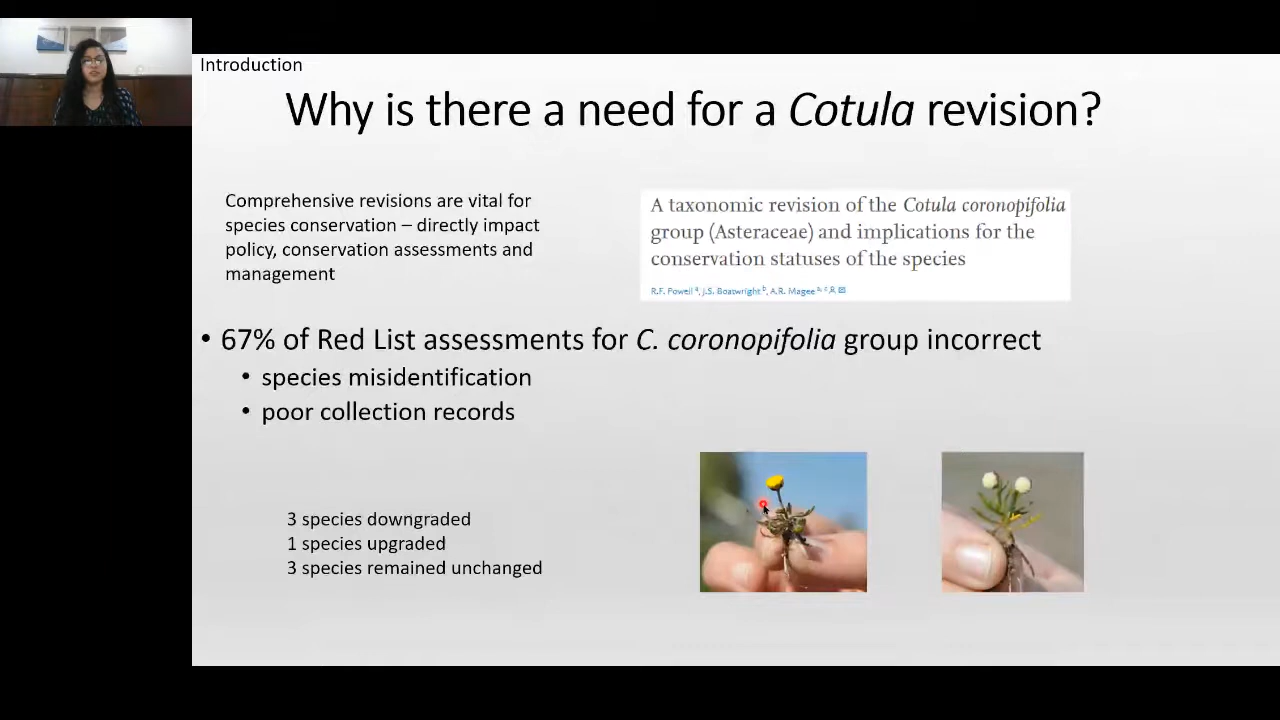 Introduction
Why is there a need for a Cotula revision?
Comprehensive revisions are vital for
species conservation – directly impact
policy, conservation assessments and
management
A taxonomic revision of the Cotula coronopifolia
group (Asteraceae) and implications for the
conservation statuses of the species
R.F. Powell a, J.S. Boatwright b, A.R. Magee a, c
• 67% of Red List assessments for C. coronopifolia group incorrect
• species misidentification
• poor collection records
3 species downgraded
1 species upgraded
3 species remained unchanged